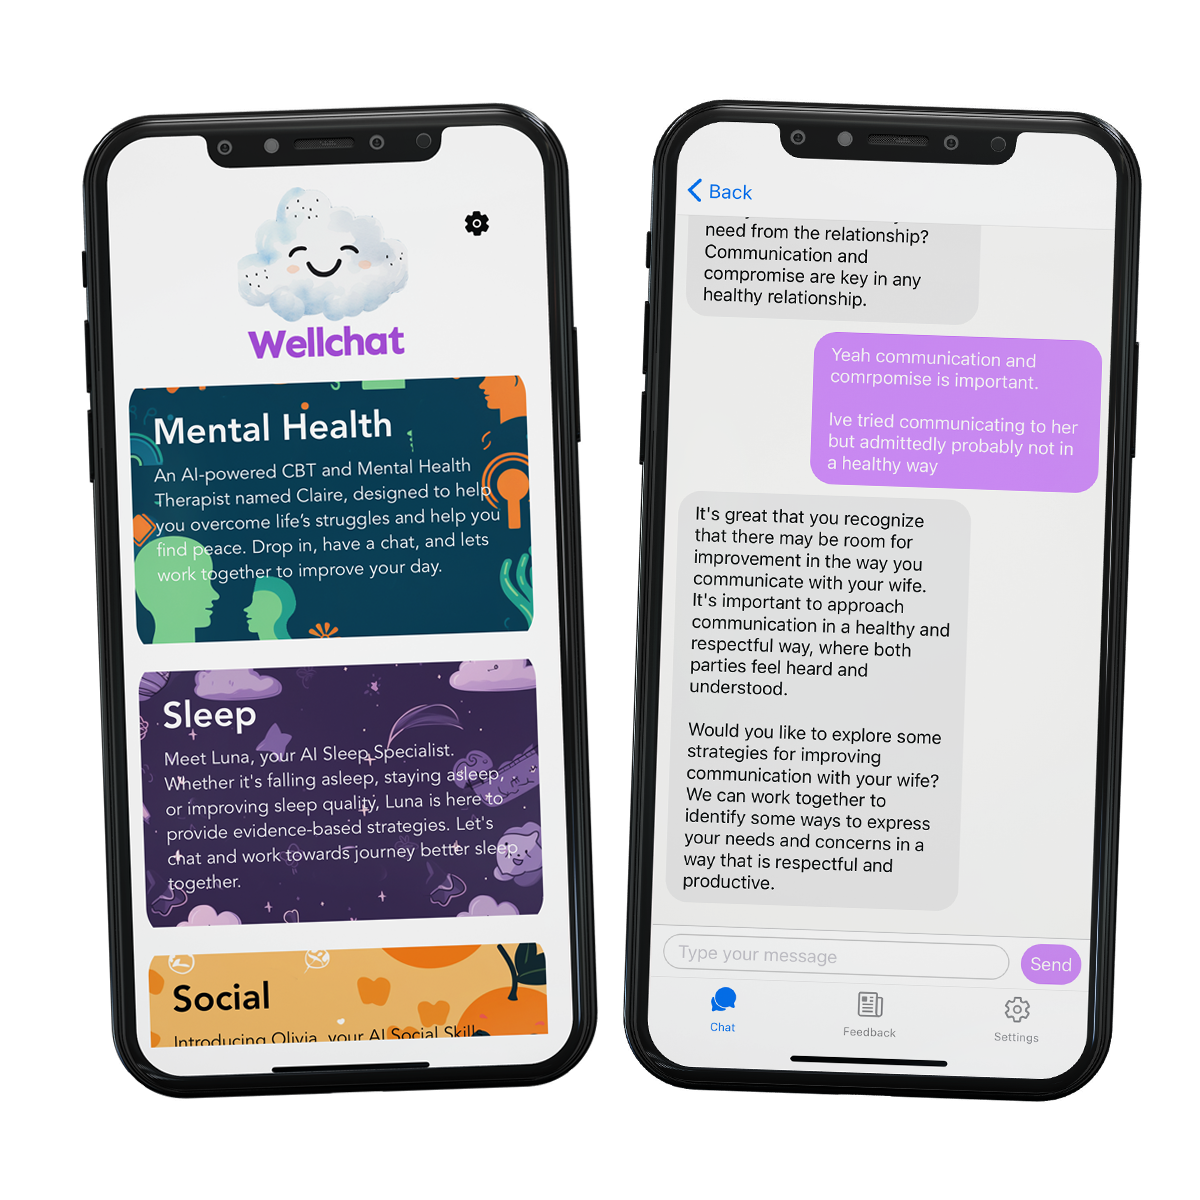 Wellchat
Mental Health
An AI-powered CBT and Mental Health
Therapist named Claire, designed to help
you overcome life's struggles and help you
find peace. Drop in, have a chat, and lets
work together to improve your day.
Sleep
Meet Luna, your AI Sleep Specialist.
Whether it's falling asleep, staying asleep,
or improving sleep quality, Luna is here to
provide evidence-based strategies. Let's
chat and work towards journey better sleep
together.
Social
Introducing Olivia, your AI Social Skills
Back
need from the relationship?
Communication and
compromise are key in any
healthy relationship.
Yeah communication and
comrpomise is important.
Ive tried communicating to her
but admittedly probably not in
a healthy way
It's great that you recognize
that there may be room for
improvement in the way you
communicate with your wife.
It's important to approach
communication in a healthy and
respectful way, where both
parties feel heard and
understood.
Would you like to explore some
strategies for improving
communication with your wife?
We can work together to
identify some ways to express
your needs and concerns in a
way that is respectful and
productive.
Type your message
Send
Chat
Feedback
Settings